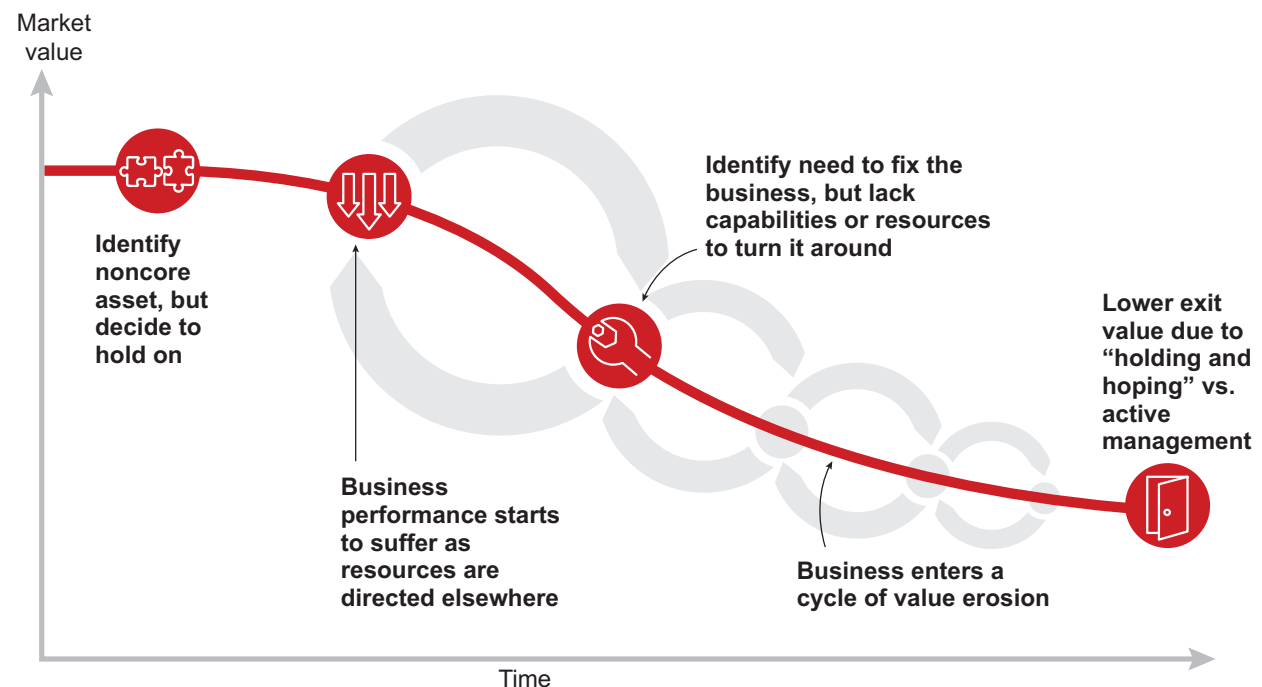 Market
value
Identify
noncore
asset, but
decide to
hold on
Business
performance starts
to suffer as
resources are
directed elsewhere
Identify need to fix the
business, but lack
capabilities or resources
to turn it around
Business enters a
cycle of value erosion
Lower exit
value due to
“holding and
hoping” vs.
active
management
Time